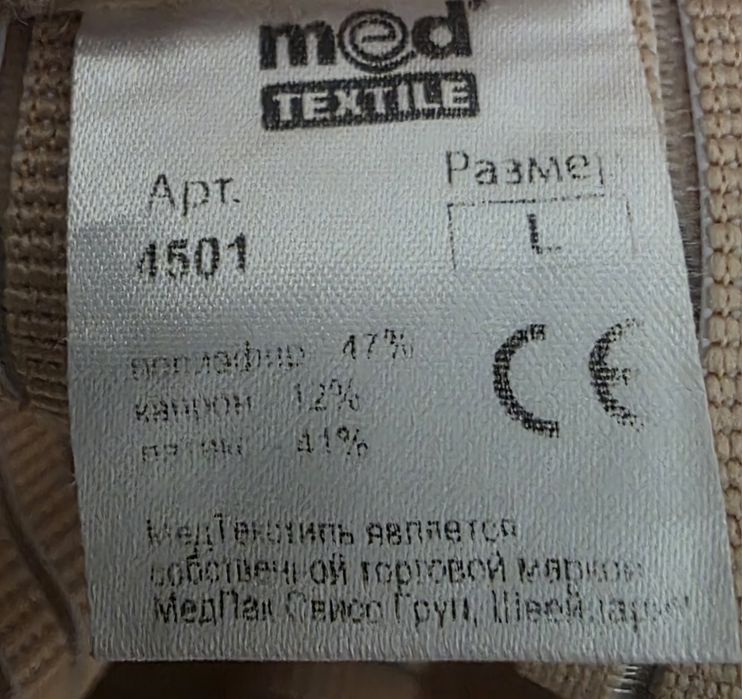 med
TEXTILE
Арт. Размер
4501 L
полиэфир 47%
капрон 12%
латекс 41%
CE
МедТекстиль является
собственной торговой маркой
МедПак Свисс Груп, Швейцария